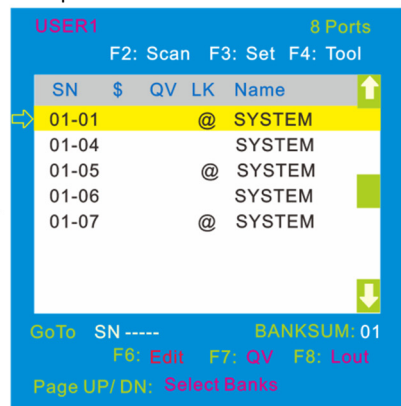 USER1 8 Ports
F2: Scan F3: Set F4: Tool
SN $ QV LK Name
01-01 @ SYSTEM
01-04 SYSTEM
01-05 @ SYSTEM
01-06 SYSTEM
01-07 @ SYSTEM
GoTo SN ----- BANKSUM: 01
F6: Edit F7: QV F8: Lout
Page UP/ DN: Select Banks